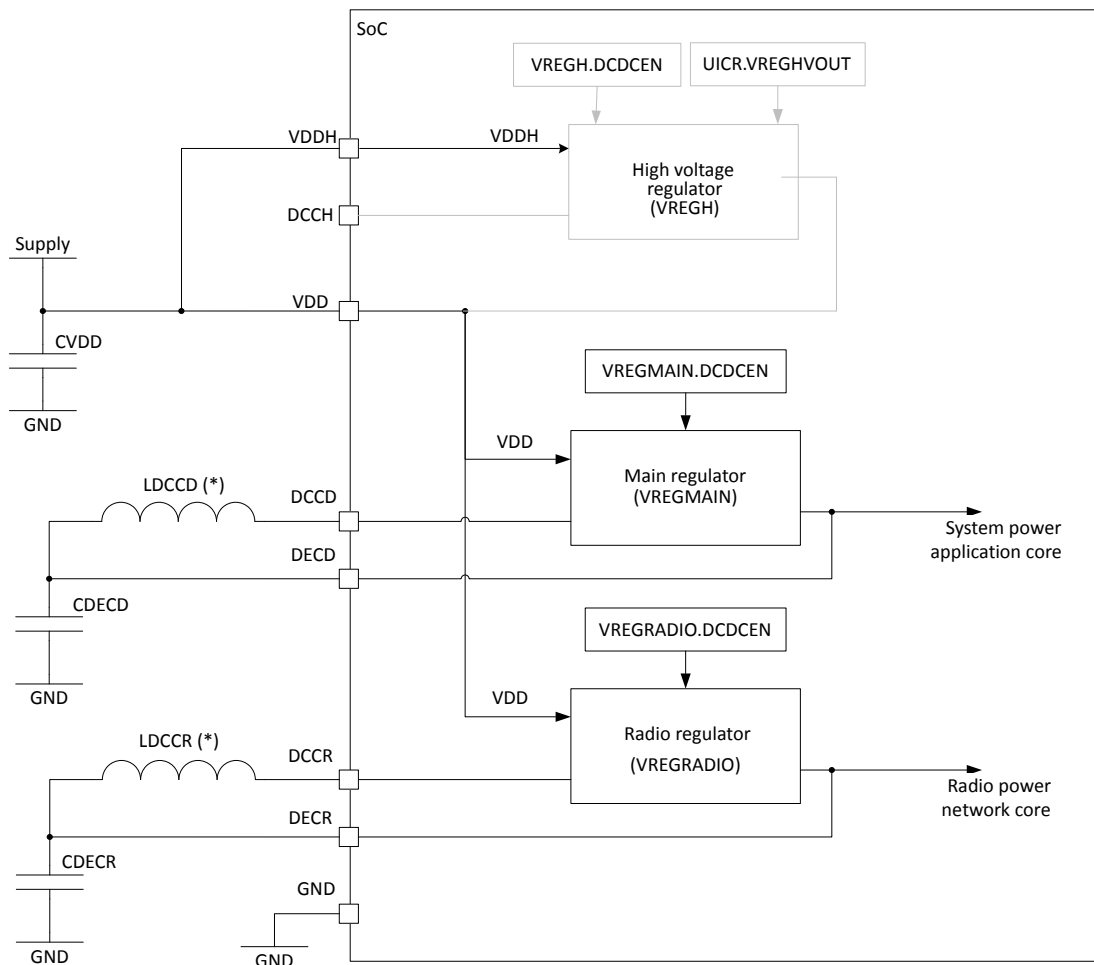 SoC
VREGH.DCDCEN
UICR.VREGHVOUT
VDDH
VDDH
High voltage
regulator
(VREGH)
DCCH
Supply
VDD
CVDD
GND
VREGMAIN.DCDCEN
VDD
Main regulator
(VREGMAIN)
LDCCD (*)
DCCD
System power
application core
DECD
CDECD
GND
VREGRADIO.DCDCEN
VDD
Radio regulator
(VREGRADIO)
LDCCR (*)
DCCR
Radio power
network core
DECR
CDECR
GND
GND
GND